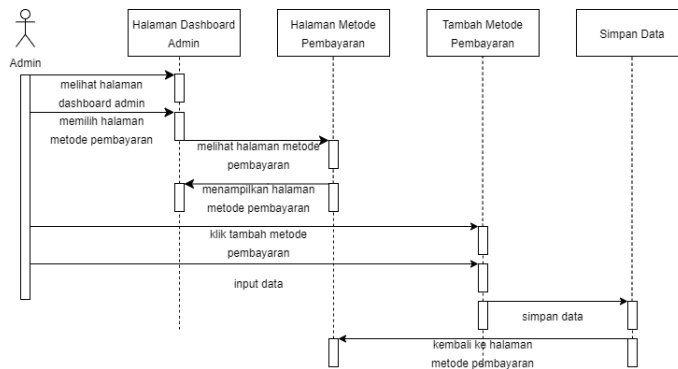 Halaman Dashboard
Admin
Halaman Metode
Pembayaran
Tambah Metode
Pembayaran
Simpan Data
Admin
melihat halaman
dashboard admin
memilih halaman
metode pembayaran
melihat halaman metode
pembayaran
menampilkan halaman
metode pembayaran
klik tambah metode
pembayaran
input data
simpan data
kembali ke halaman
metode pembayaran